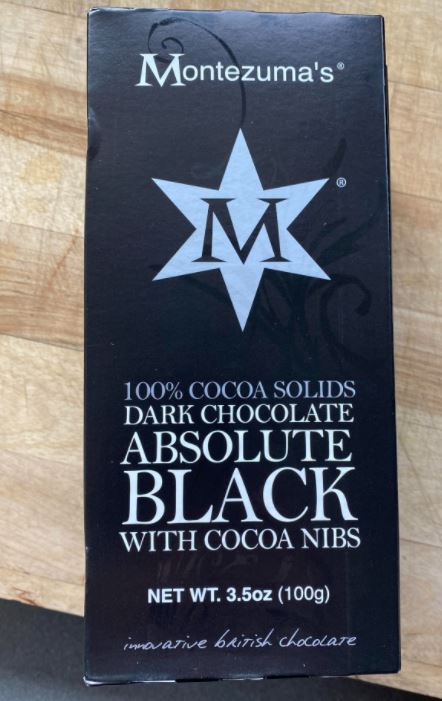 Montezuma's®
M®
100% COCOA SOLIDS
DARK CHOCOLATE
ABSOLUTE
BLACK
WITH COCOA NIBS
NET WT. 3.5oz (100g)
innovative British chocolate